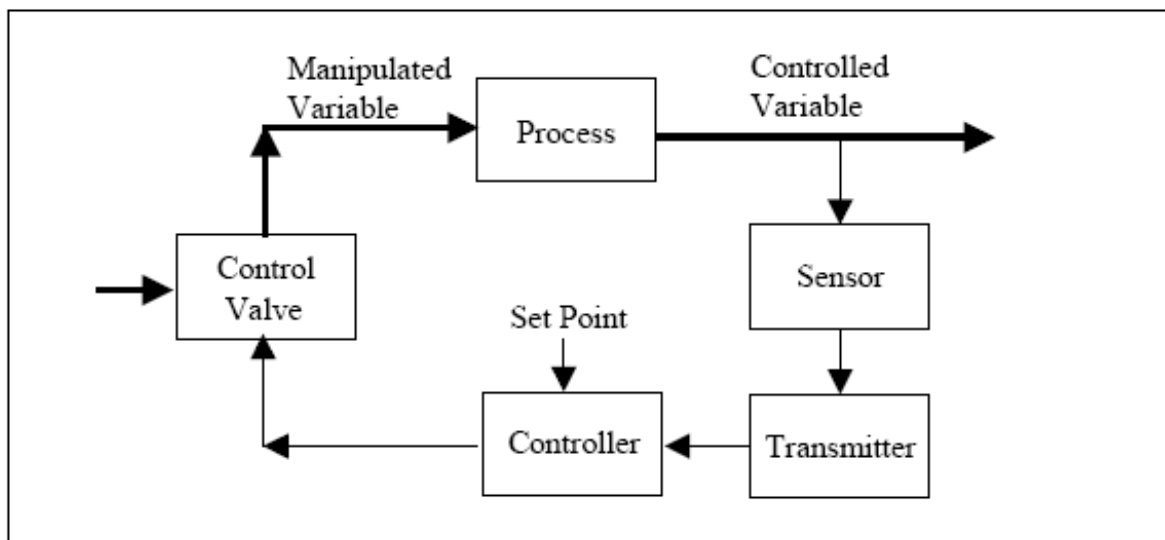 Manipulated
Variable
Process
Controlled
Variable
Control
Valve
Sensor
Set Point
Controller
Transmitter